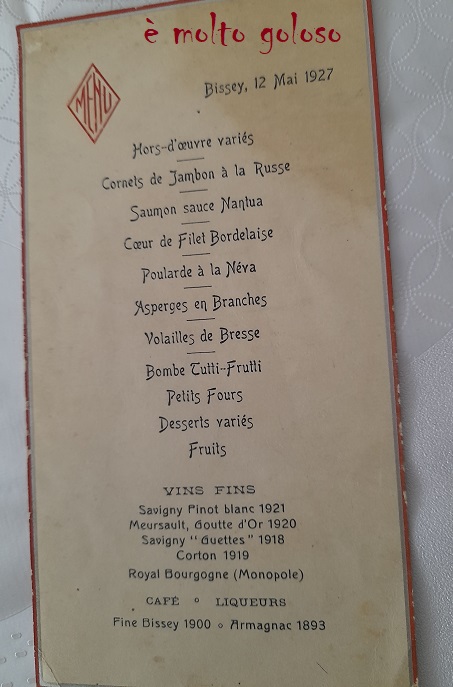 è molto goloso
MENU
Bissey, 12 Mai 1927
Hors-d'œuvre variés
Cornets de Jambon à la Russe
Saumon sauce Nantua
Cœur de Filet Bordelaise
Poularde à la Néva
Asperges en Branches
Volailles de Bresse
Bombe Tutti-Frutti
Petits Fours
Desserts variés
Fruits
VINS FINS
Savigny Pinot blanc 1921
Meursault, Goutte d'Or 1920
Savigny "Guettes" 1918
Corton 1919
Royal Bourgogne (Monopole)
CAFÉ ° LIQUEURS
Fine Bissey 1900 ° Armagnac 1893